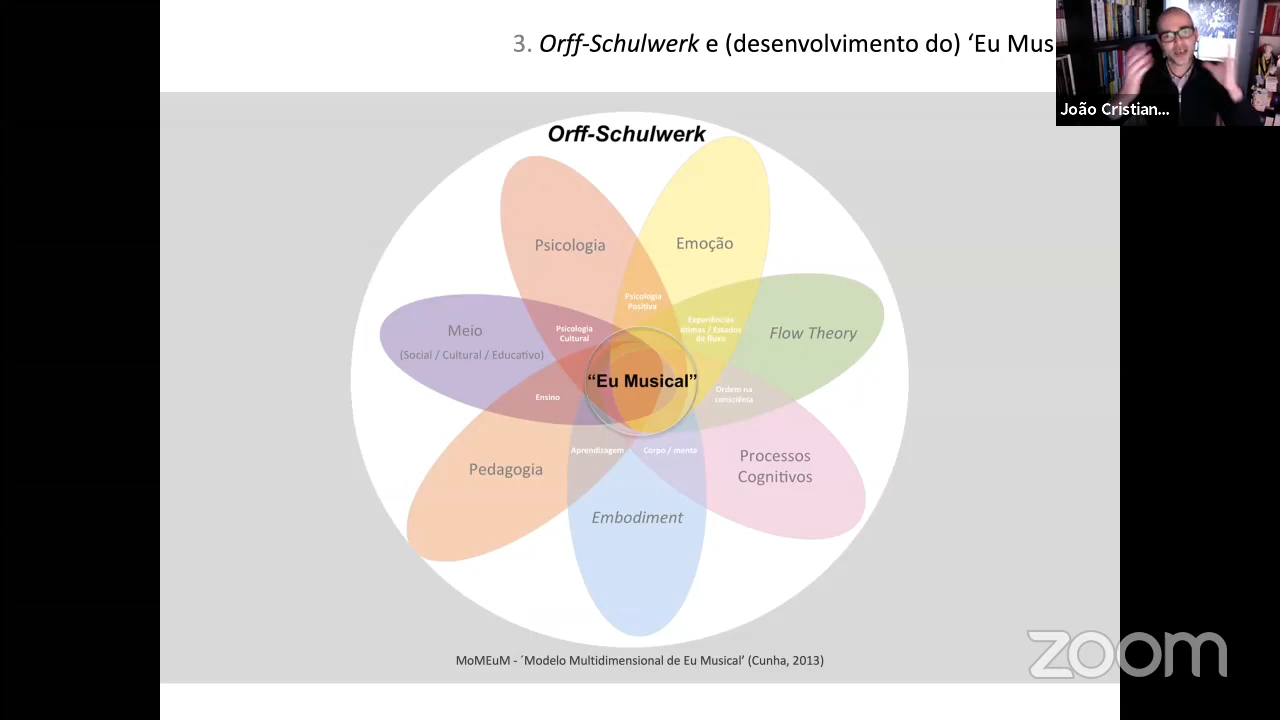 3. Orff-Schulwerk e (desenvolvimento do) ‘Eu Mus
João Cristian...
Orff-Schulwerk
Psicologia
Emoção
Psicologia
Positiva
Psicologia
Cultural
Experiências
ótimas / Estados
de fluxo
Meio
(Social / Cultural / Educativo)
Flow Theory
“Eu Musical”
Ensino
Ordem na
consciênia
Aprendizagem
Corpo / mente
Pedagogia
Processos
Cognitivos
Embodiment
MoMEuM - ´Modelo Multidimensional de Eu Musical’ (Cunha, 2013)
zoom